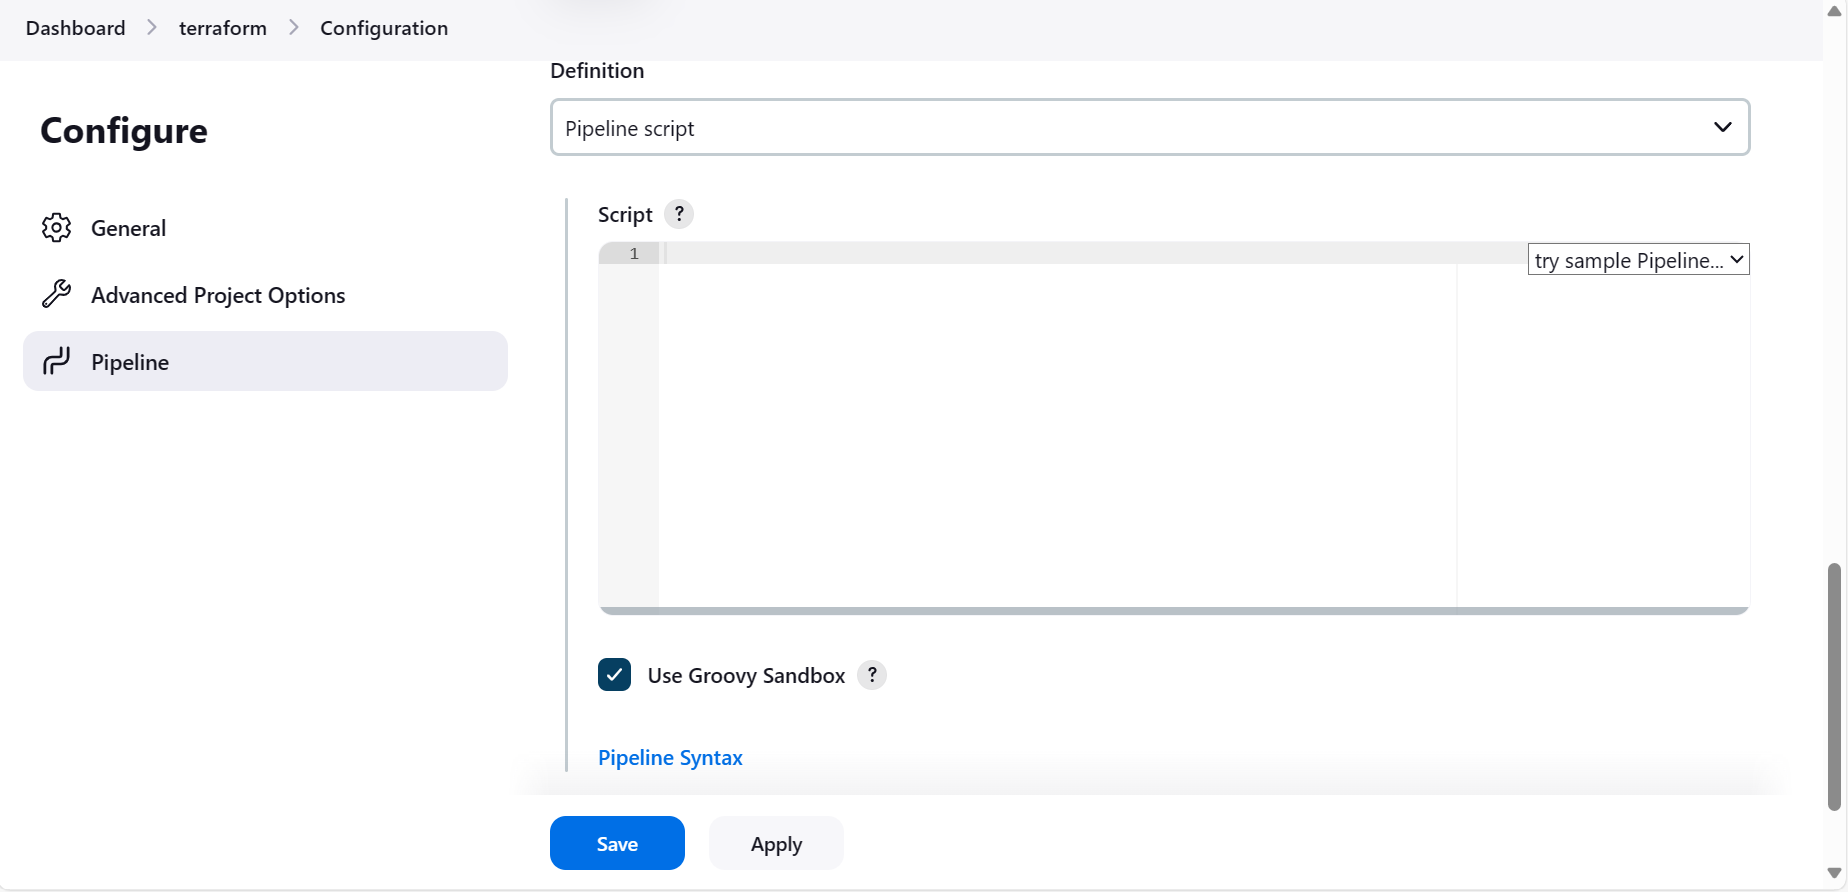 Dashboard > terraform > Configuration
Configure
General
Advanced Project Options
Pipeline
Definition
Pipeline script
Script ?
1
try sample Pipeline...
Use Groovy Sandbox ?
Pipeline Syntax
Save
Apply